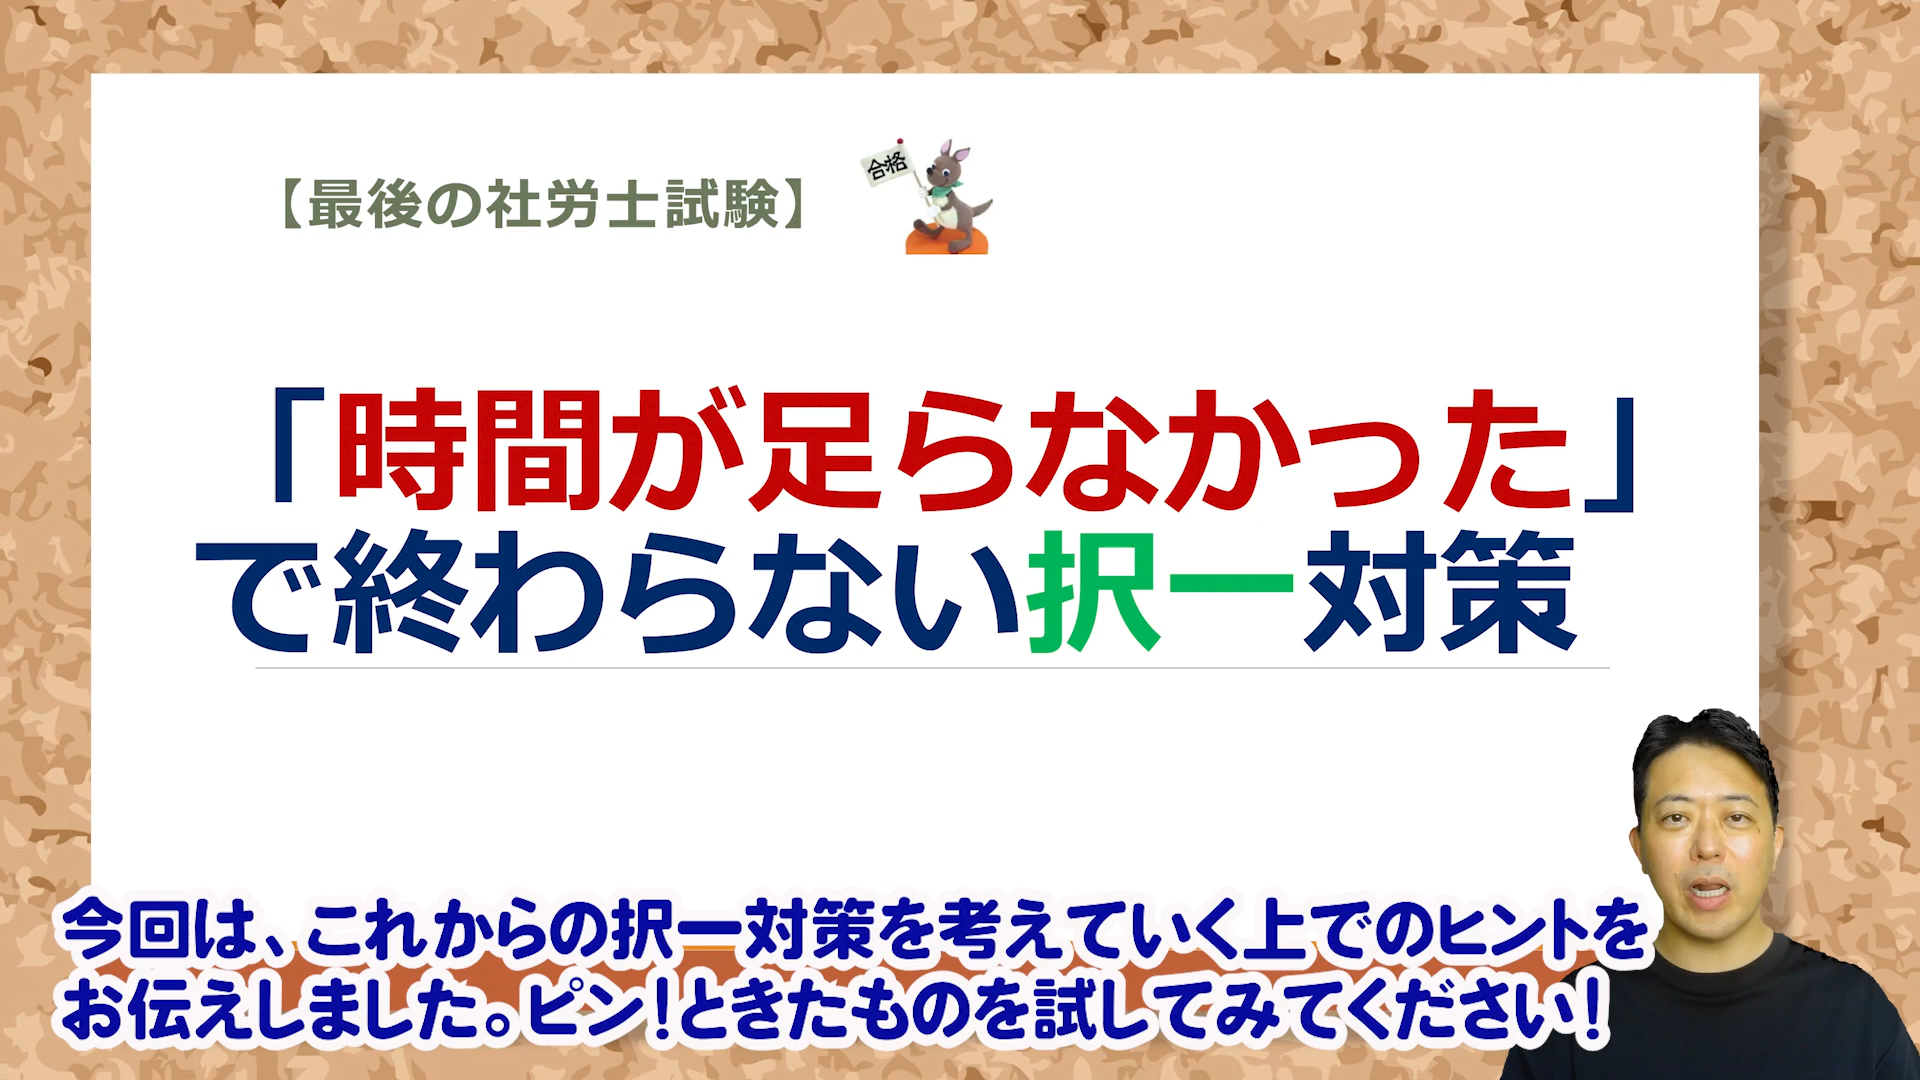 【最後の社労士試験】
合格
「時間が足らなかった」
で終わらない択一対策
今回は、これからの択一対策を考えていく上でのヒントを
お伝えしました。ピン!ときたものを試してみてください!